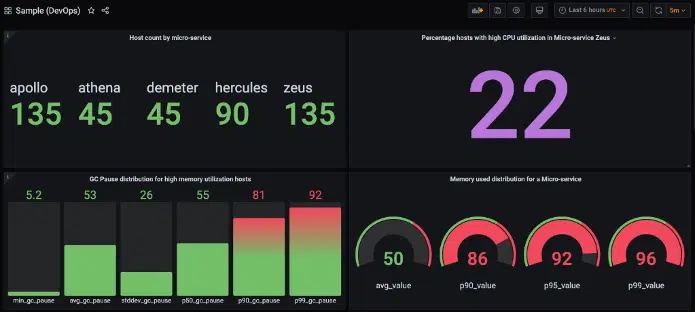 Sample (DevOps)
Last 6 hours UTC
5m
Host count by micro-service
apollo athena demeter hercules zeus
135 45 45 90 135
Percentage hosts with high CPU utilization in Micro-service Zeus
22
GC Pause distribution for high memory utilization hosts
5.2 53 26 55 81 92
min_gc_pause avg_gc_pause stddev_gc_pause p50_gc_pause p90_gc_pause p99_gc_pause
Memory used distribution for a Micro-service
50 86 92 96
avg_value p90_value p95_value p99_value